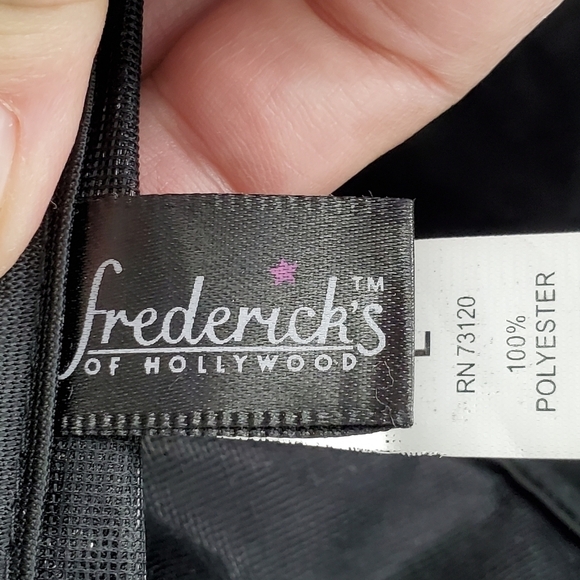 frederick's™
OF HOLLYWOOD
L
RN 73120
100%
POLYESTER